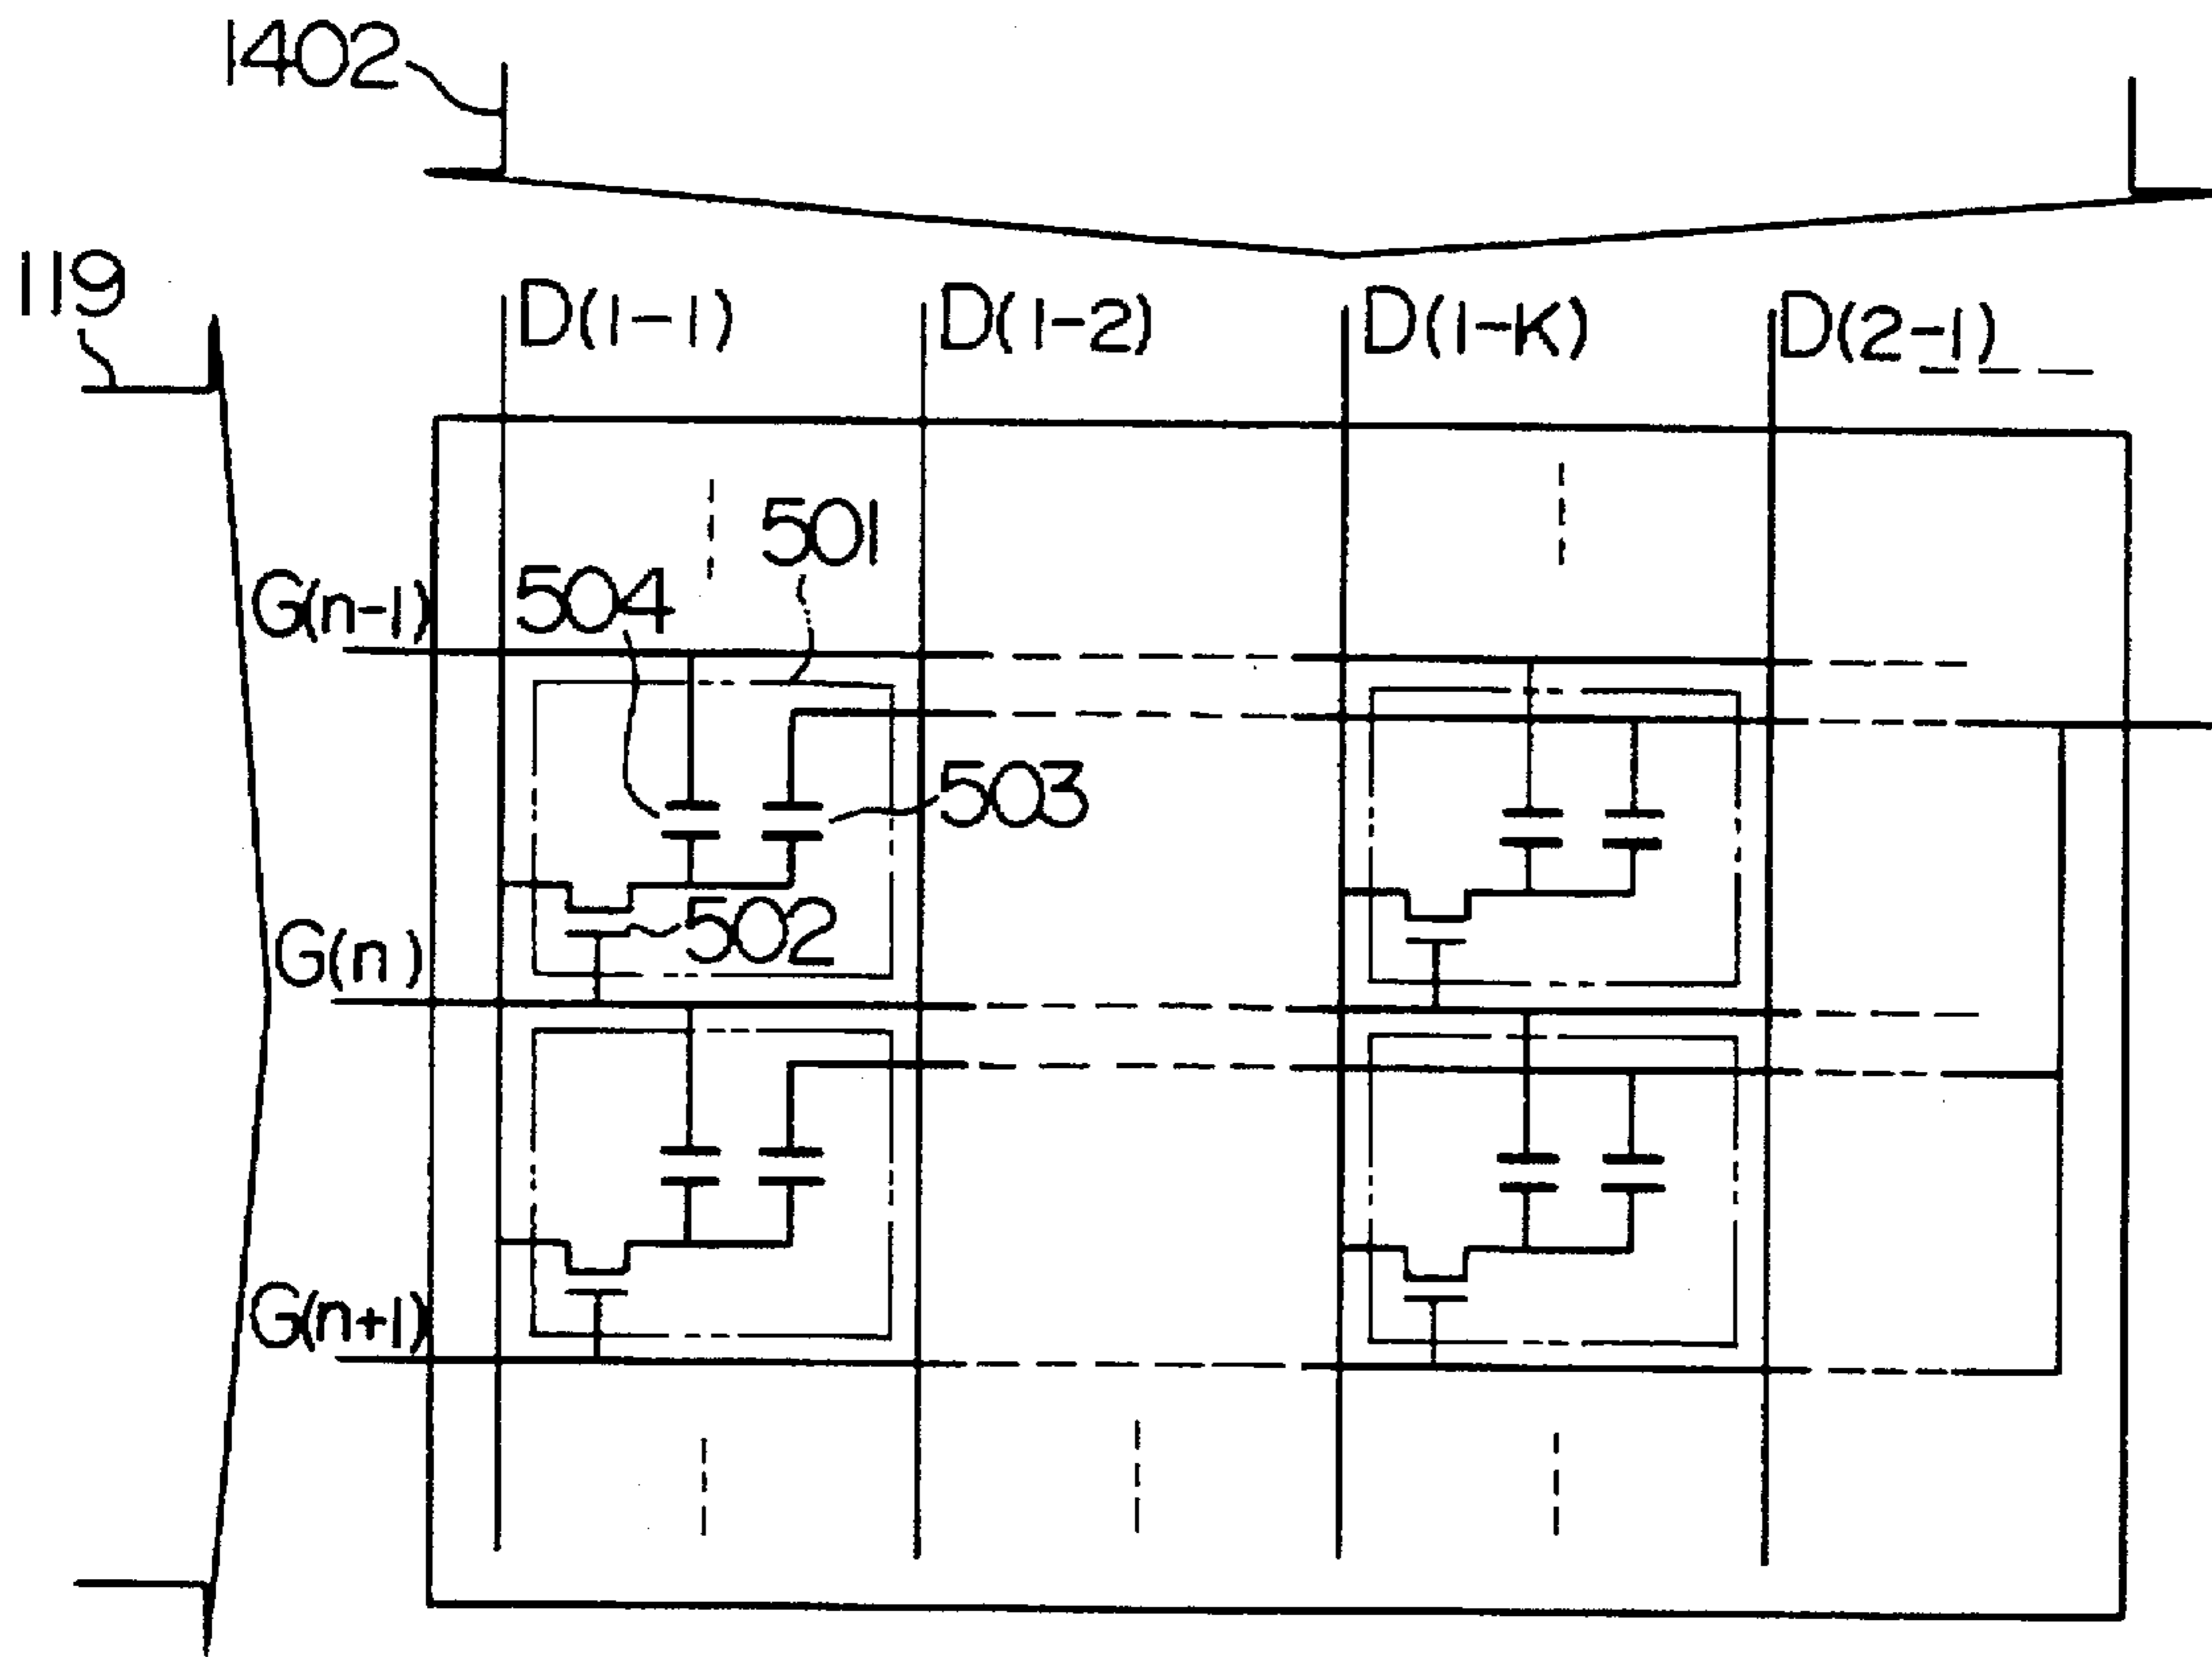 1402
119
D(1-1)
D(1-2)
D(1-K)
D(2-1)
501
504
G(n-1)
503
502
G(n)
G(n+1)